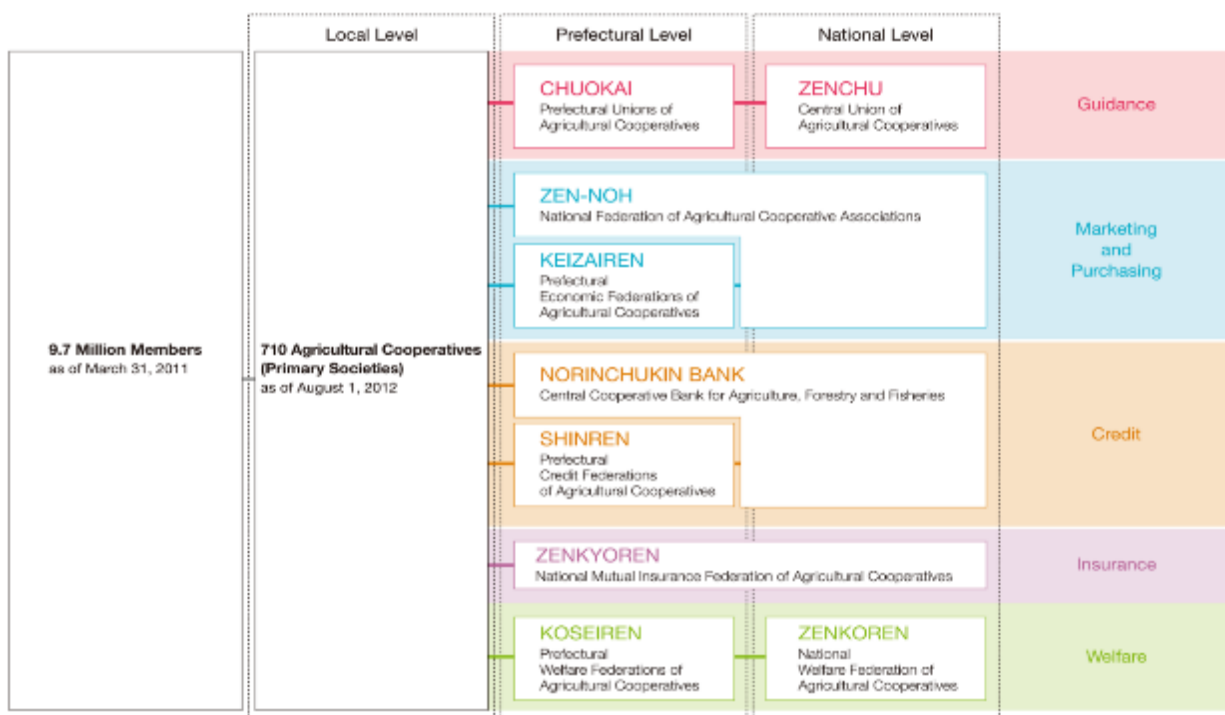 Local Level
Prefectural Level
National Level
9.7 Million Members
as of March 31, 2011
710 Agricultural Cooperatives
(Primary Societies)
as of August 1, 2012
CHUOKAI
Prefectural Unions of
Agricultural Cooperatives
ZENCHU
Central Union of
Agricultural Cooperatives
Guidance
ZEN-NOH
National Federation of Agricultural Cooperative Associations
KEIZAIREN
Prefectural
Economic Federations of
Agricultural Cooperatives
Marketing
and
Purchasing
NORINCHUKIN BANK
Central Cooperative Bank for Agriculture, Forestry and Fisheries
SHINREN
Prefectural
Credit Federations
of Agricultural Cooperatives
Credit
ZENKYOREN
National Mutual Insurance Federation of Agricultural Cooperatives
Insurance
KOSEIREN
Prefectural
Welfare Federations of
Agricultural Cooperatives
ZENKOREN
National
Welfare Federation of
Agricultural Cooperatives
Welfare